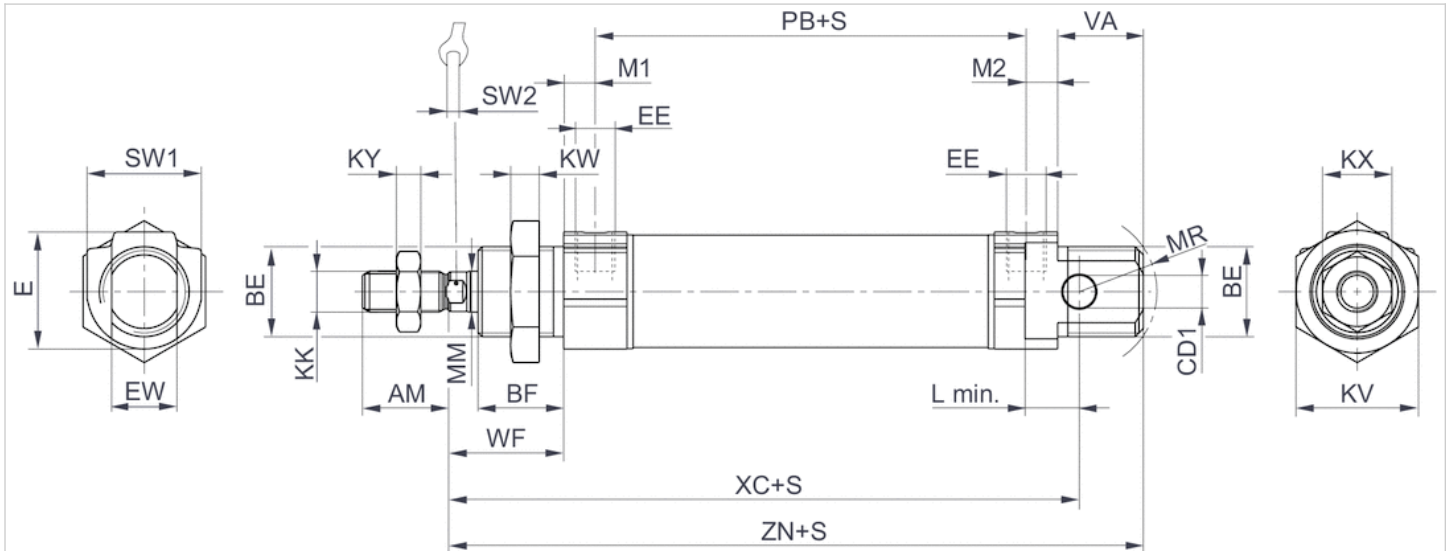 PB+S
VA
M1
M2
SW2
EE
SW1
KY
KW
EE
KX
MR
E
BE
BE
KK
MM
CD1
EW
AM
BF
L min.
KV
WF
XC+S
ZN+S